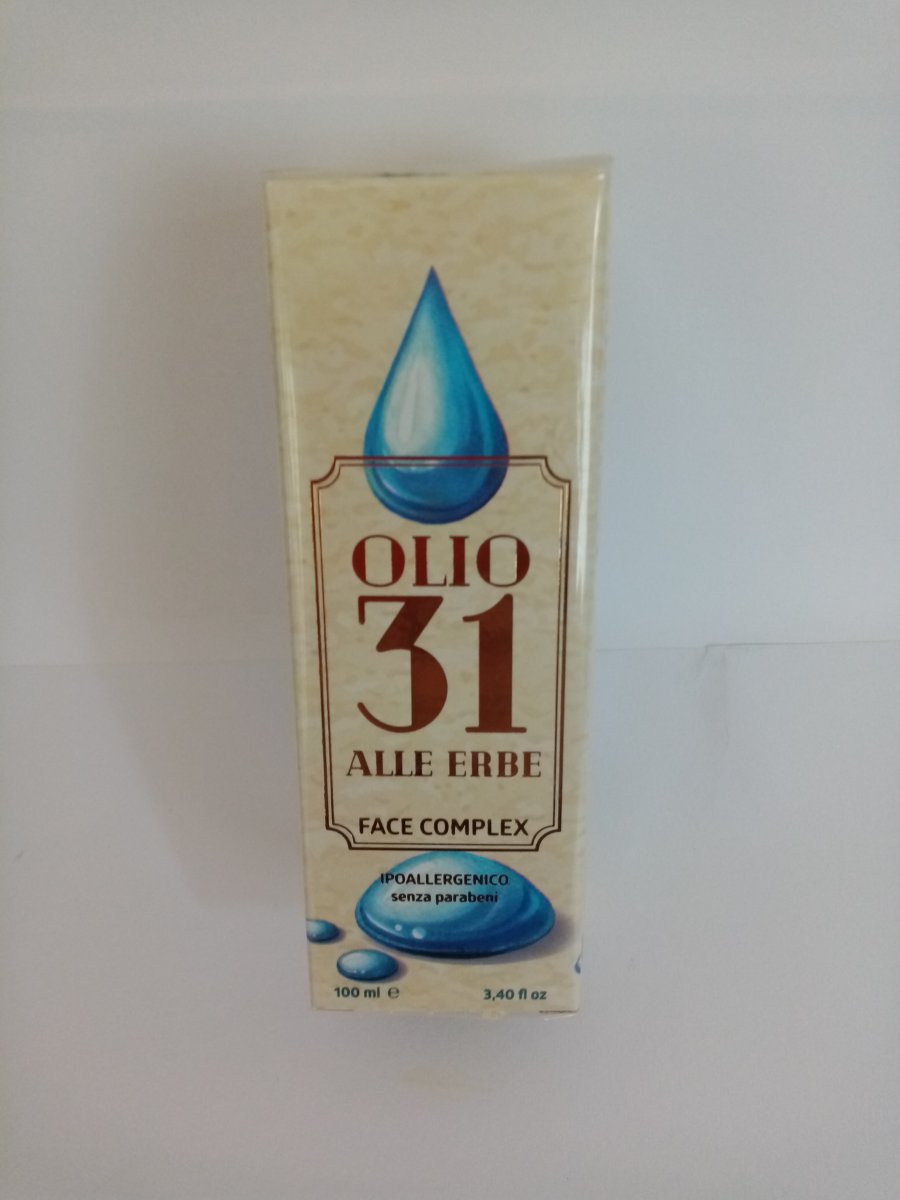 OLIO
31
ALLE ERBE
FACE COMPLEX
IPOALLERGENICO
senza parabeni
100 ml ℮ 3,40 fl oz